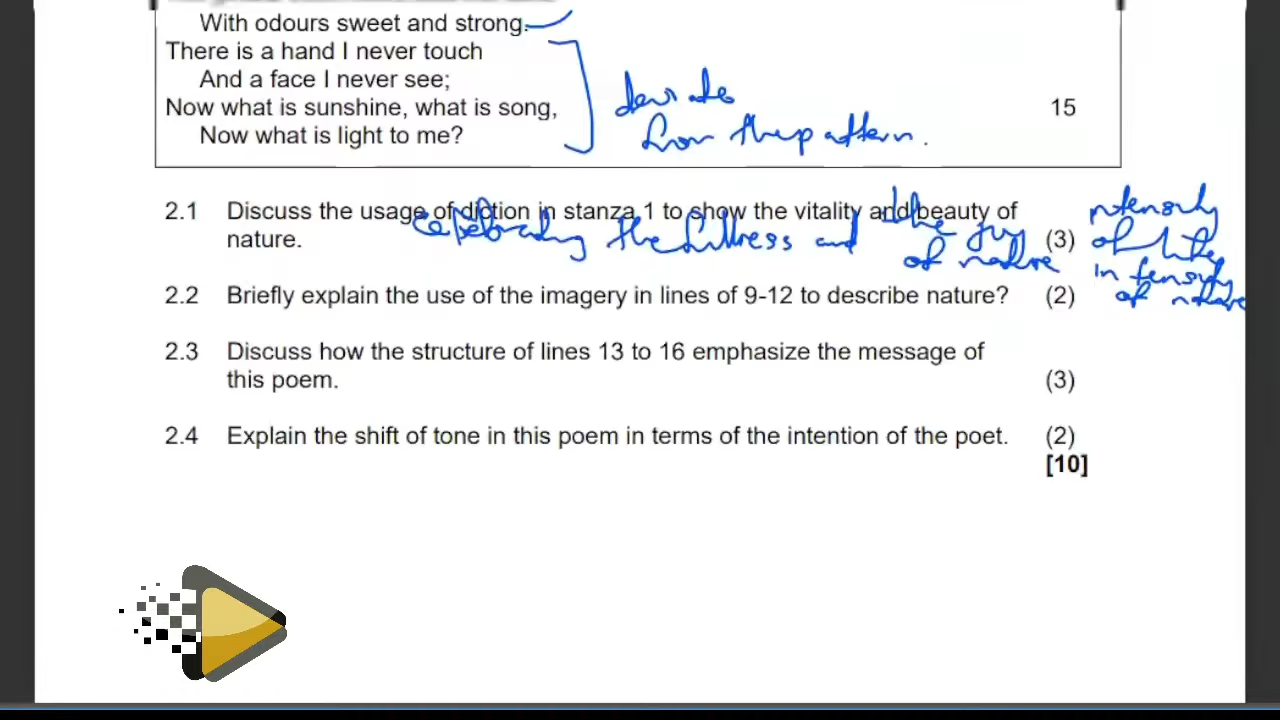 With odours sweet and strong.
There is a hand I never touch
And a face I never see;
Now what is sunshine, what is song,
Now what is light to me?
15
deviates
from the pattern.
2.1 Discuss the usage of diction in stanza 1 to show the vitality and beauty of
nature. (3)
celebrating the fullness and the joy
of nature
intensity
of life
intensity
of nature
2.2 Briefly explain the use of the imagery in lines of 9-12 to describe nature? (2)
2.3 Discuss how the structure of lines 13 to 16 emphasize the message of
this poem. (3)
2.4 Explain the shift of tone in this poem in terms of the intention of the poet. (2)
[10]